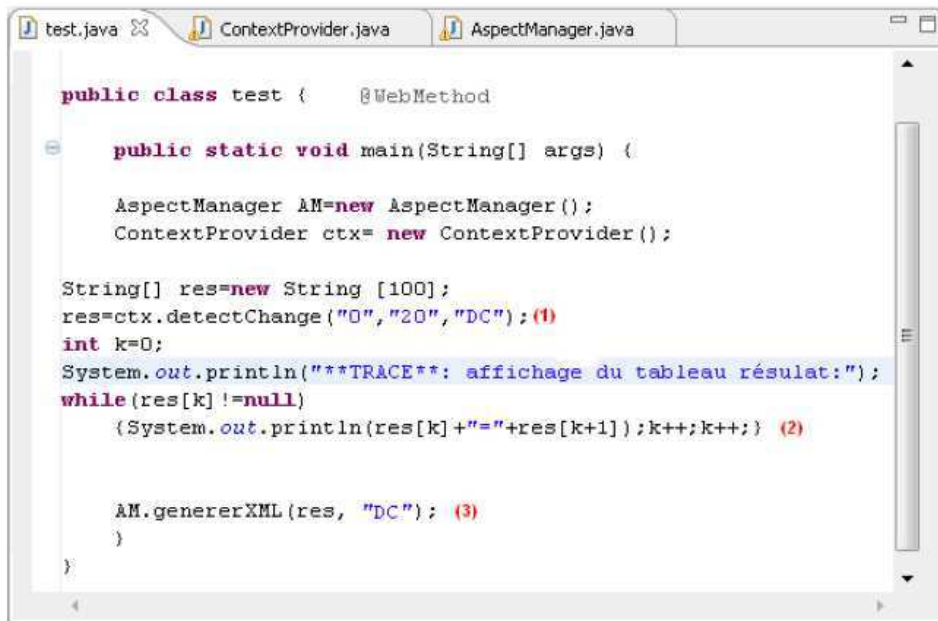 test.java ContextProvider.java AspectManager.java
public class test { @WebMethod
public static void main(String[] args) {
AspectManager AM=new AspectManager();
ContextProvider ctx= new ContextProvider();
String[] res=new String [100];
res=ctx.detectChange("0","20","DC"); (1)
int k=0;
System.out.println("**TRACE**: affichage du tableau résulat:");
while(res[k]!=null)
{System.out.println(res[k]+"="+res[k+1]);k++;k++;} (2)
AM.genererXML(res, "DC"); (3)
}
}